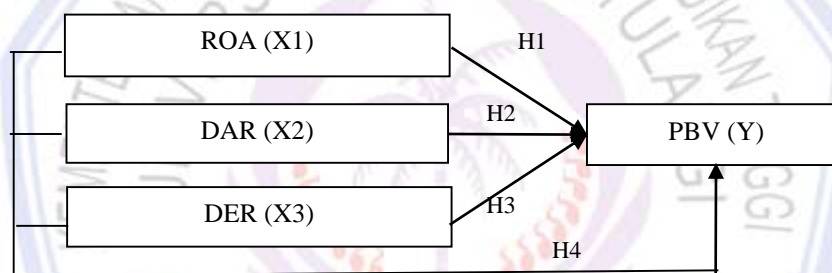 ROA (X1)
H1
DAR (X2)
H2
PBV (Y)
DER (X3)
H3
H4